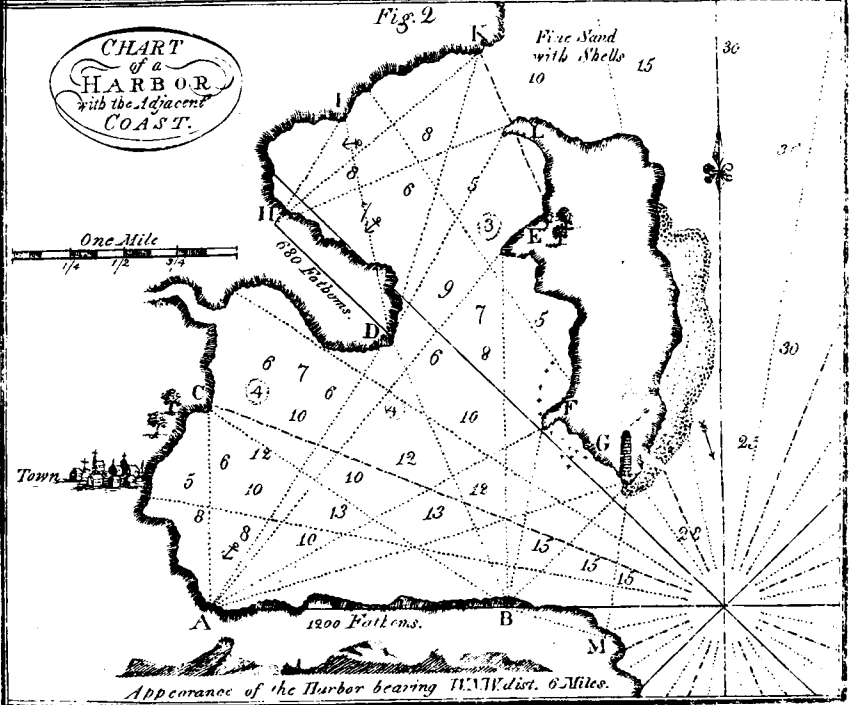 Fig. 2
CHART
of a
HARBOR
with the Adjacent
COAST.
K
Fine Sand
with Shells
10
15
30
I
L
8
8
6
5
30
H
3
E
One Mile
1/4 1/2 3/4
680 Fathoms.
7
9
7
5
D
6
8
30
6
7
6
4
C
10
4
10
F
T
G
25
Town
5
6
12
10
10
12
12
8
13
13
8
10
15
15
15
28
A
1200 Fathoms.
B
M
Appearance of the Harbor bearing W.N.W. dist. 6 Miles.